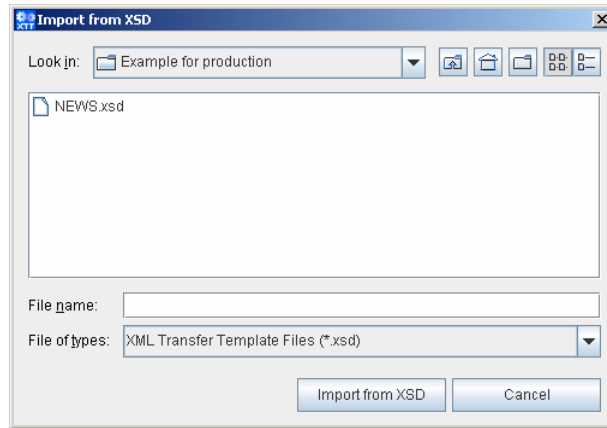 XTT Import from XSD
Look in: Example for production
NEWS.xsd
File name:
File of types: XML Transfer Template Files (*.xsd)
Import from XSD Cancel